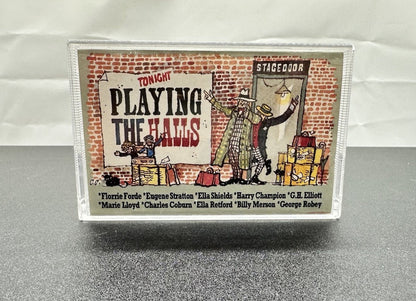 TONIGHT
PLAYING
THE HALLS
STAGEDOOR
*Florrie Forde *Eugene Stratton *Ella Shields *Harry Champion *G.H. Elliott
*Marie Lloyd *Charles Coburn *Ella Retford *Billy Merson *George Robey